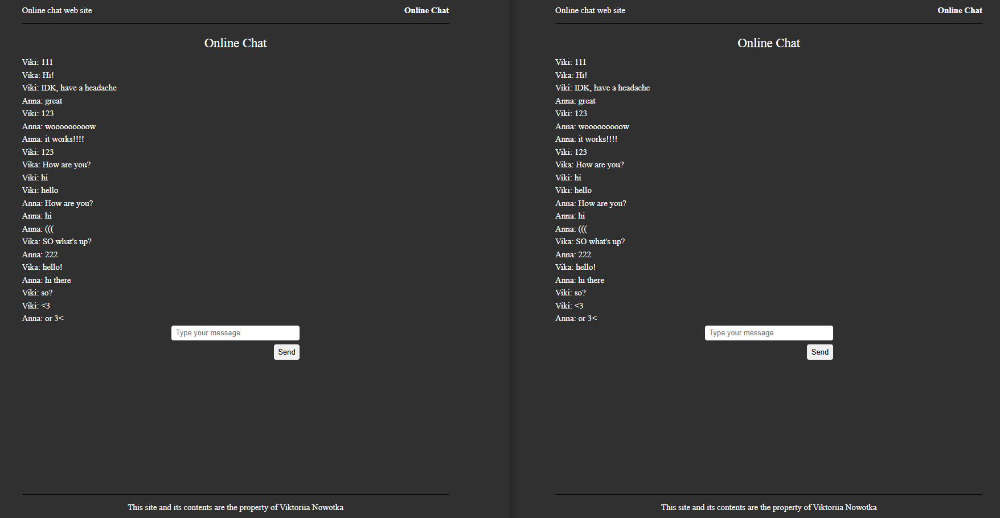 Online chat web site
Online Chat
Online Chat
Viki: 111
Vika: Hi!
Viki: IDK, have a headache
Anna: great
Viki: 123
Anna: wooooooooow
Anna: it works!!!!
Viki: 123
Vika: How are you?
Viki: hi
Viki: hello
Anna: How are you?
Anna: hi
Anna: (((
Vika: SO what's up?
Anna: 222
Vika: hello!
Anna: hi there
Viki: so?
Viki: <3
Anna: or 3<
Type your message
Send
This site and its contents are the property of Viktoriia Nowotka
Online chat web site
Online Chat
Online Chat
Viki: 111
Vika: Hi!
Viki: IDK, have a headache
Anna: great
Viki: 123
Anna: wooooooooow
Anna: it works!!!!
Viki: 123
Vika: How are you?
Viki: hi
Viki: hello
Anna: How are you?
Anna: hi
Anna: (((
Vika: SO what's up?
Anna: 222
Vika: hello!
Anna: hi there
Viki: so?
Viki: <3
Anna: or 3<
Type your message
Send
This site and its contents are the property of Viktoriia Nowotka